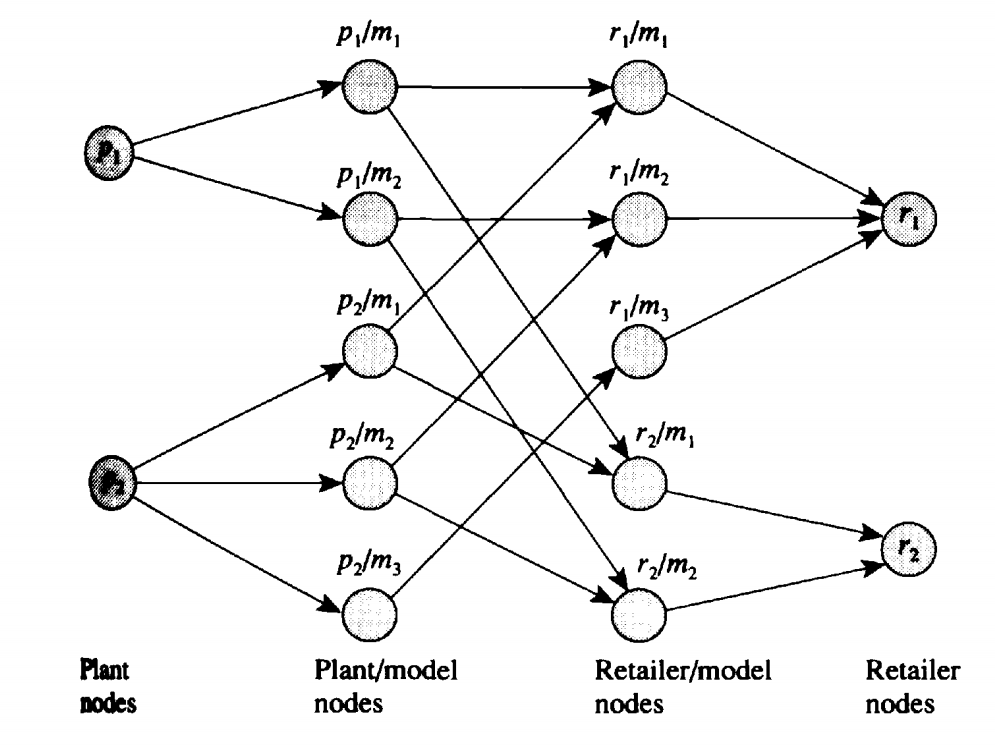 p₁/m₁ r₁/m₁
p₁
p₁/m₂ r₁/m₂
r₁
p₂/m₁ r₁/m₃
p₂/m₂ r₂/m₁
p₂
r₂
p₂/m₃ r₂/m₂
Plant Plant/model Retailer/model Retailer
nodes nodes nodes nodes